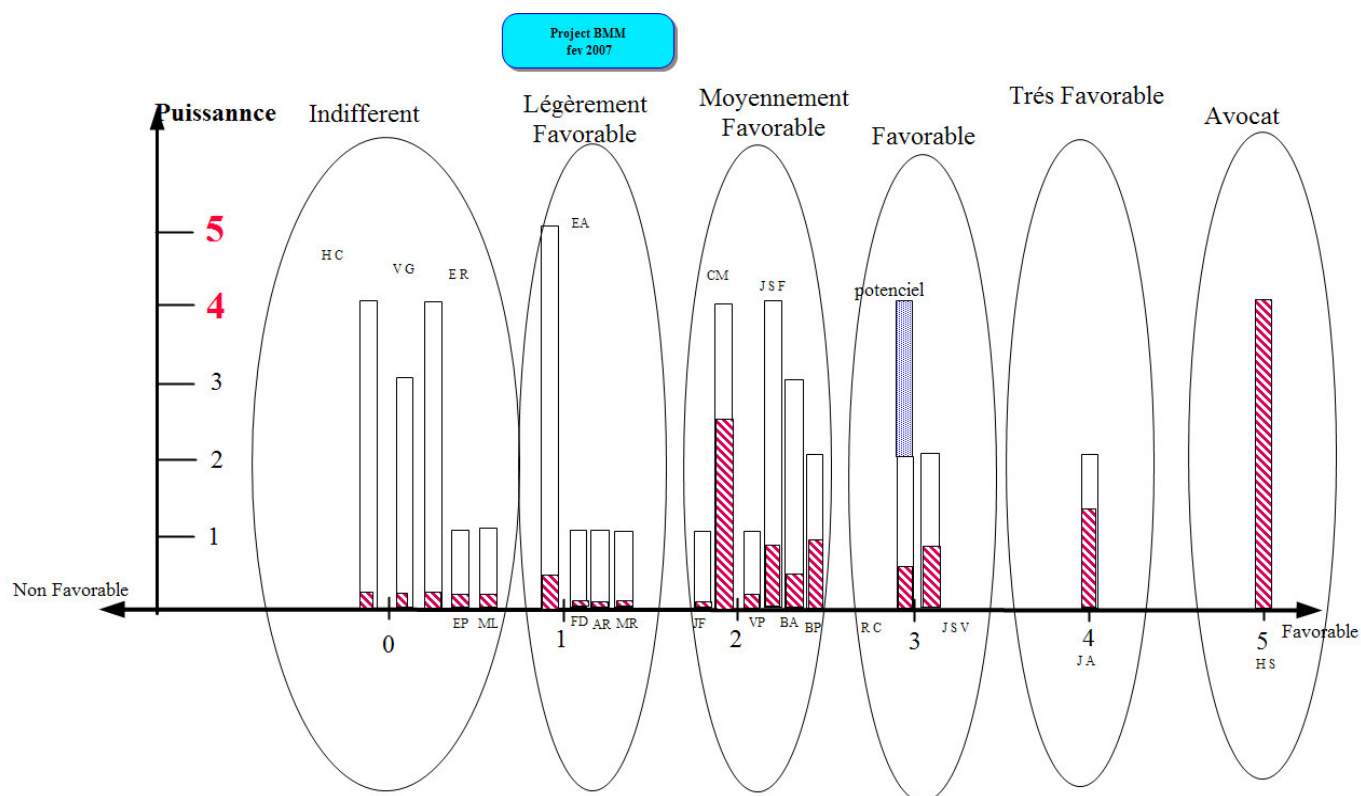 Project BMM
fev 2007
Puissannce
Indifferent
Légèrement
Favorable
Moyennement
Favorable
Favorable
Trés Favorable
Avocat
5
4
3
2
1
H C
V G
E R
EA
CM
J S F
potenciel
Non Favorable
Favorable
EP
ML
FD
AR
MR
JF
VP
BA
BP
R C
J S V
0
1
2
3
4
5
J A
H S